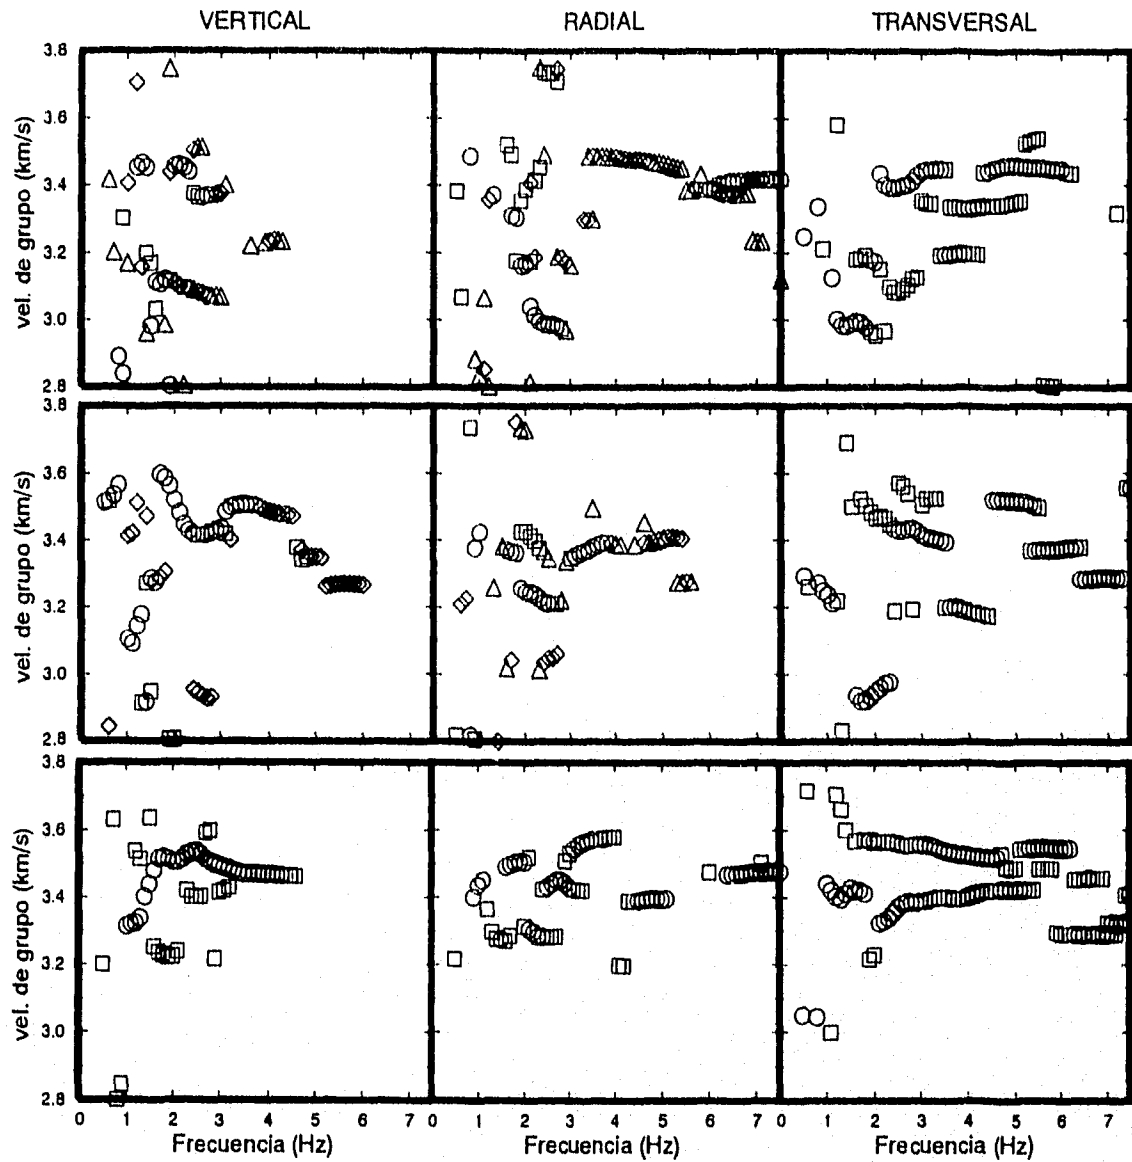 VERTICAL RADIAL TRANSVERSAL
3.8
3.6
3.4
3.2
3.0
2.8
vel. de grupo (km/s)
3.6
3.4
3.2
3.0
2.8
vel. de grupo (km/s)
3.8
3.6
3.4
3.2
3.0
2.8
vel. de grupo (km/s)
0 1 2 3 4 5 6 7 0 1 2 3 4 5 6 7 0 1 2 3 4 5 6 7
Frecuencia (Hz) Frecuencia (Hz) Frecuencia (Hz)